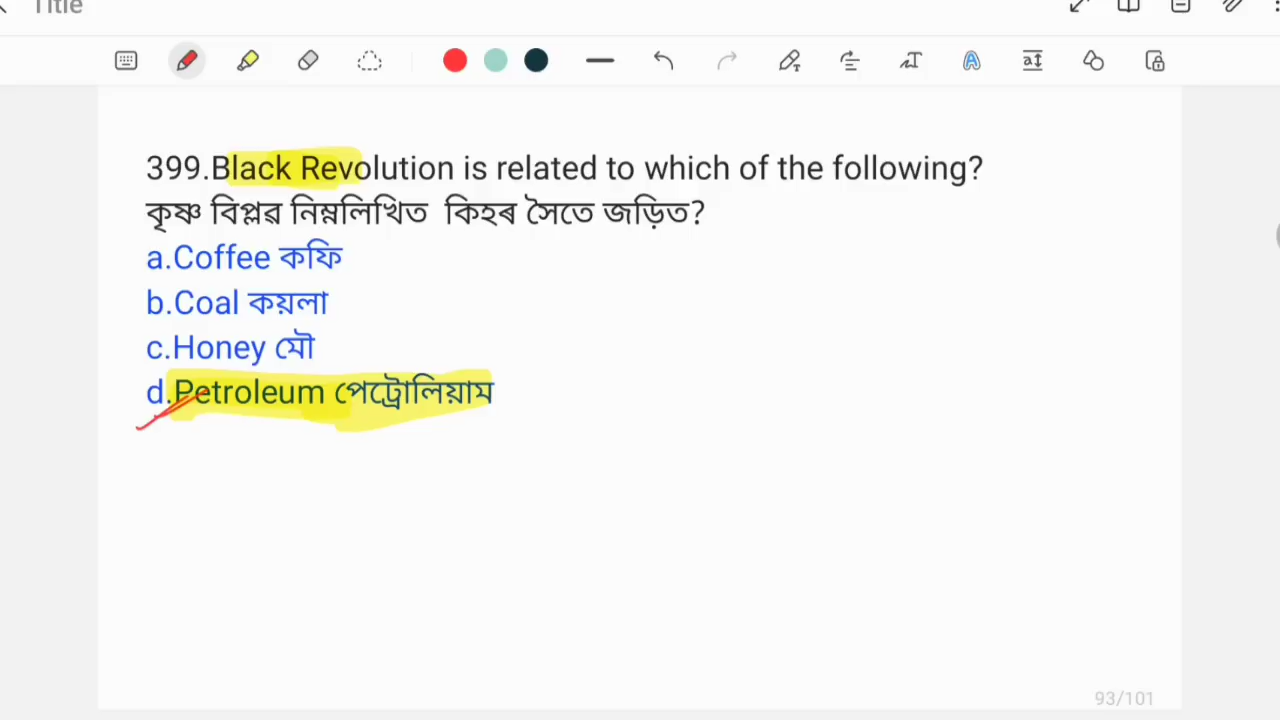 Title
399.Black Revolution is related to which of the following?
কৃষ্ণ বিপ্লৱ নিম্নলিখিত কিহৰ সৈতে জড়িত?
a.Coffee কফি
b.Coal কয়লা
c.Honey মৌ
d.Petroleum পেট্ৰোলিয়াম
93/101